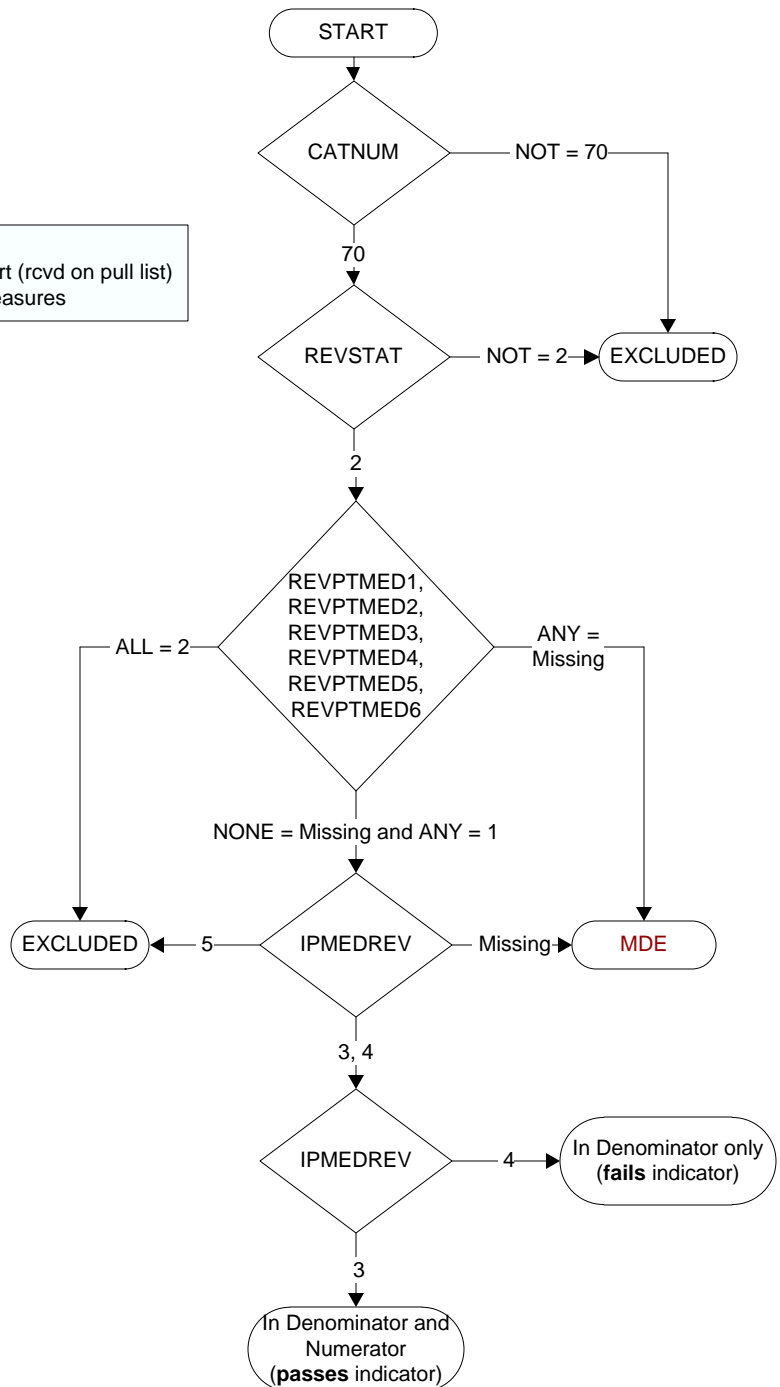 START
CATNUM
NOT = 70
rt (rcvd on pull list)
easures
70
REVSTAT
NOT = 2
EXCLUDED
2
REVPTMED1,
REVPTMED2,
REVPTMED3,
REVPTMED4,
REVPTMED5,
REVPTMED6
ALL = 2
ANY =
Missing
NONE = Missing and ANY = 1
EXCLUDED
5
IPMEDREV
Missing
MDE
3, 4
IPMEDREV
4
In Denominator only
(fails indicator)
3
In Denominator and
Numerator
(passes indicator)